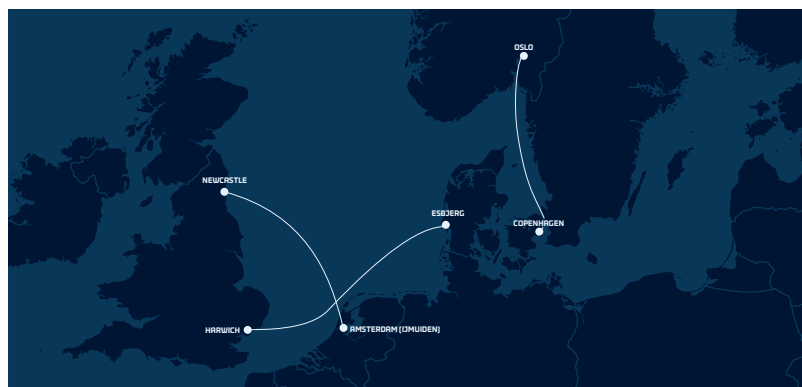 OSLO
NEWCASTLE
ESBJERG
COPENHAGEN
HARWICH
AMSTERDAM (IJMUIDEN)